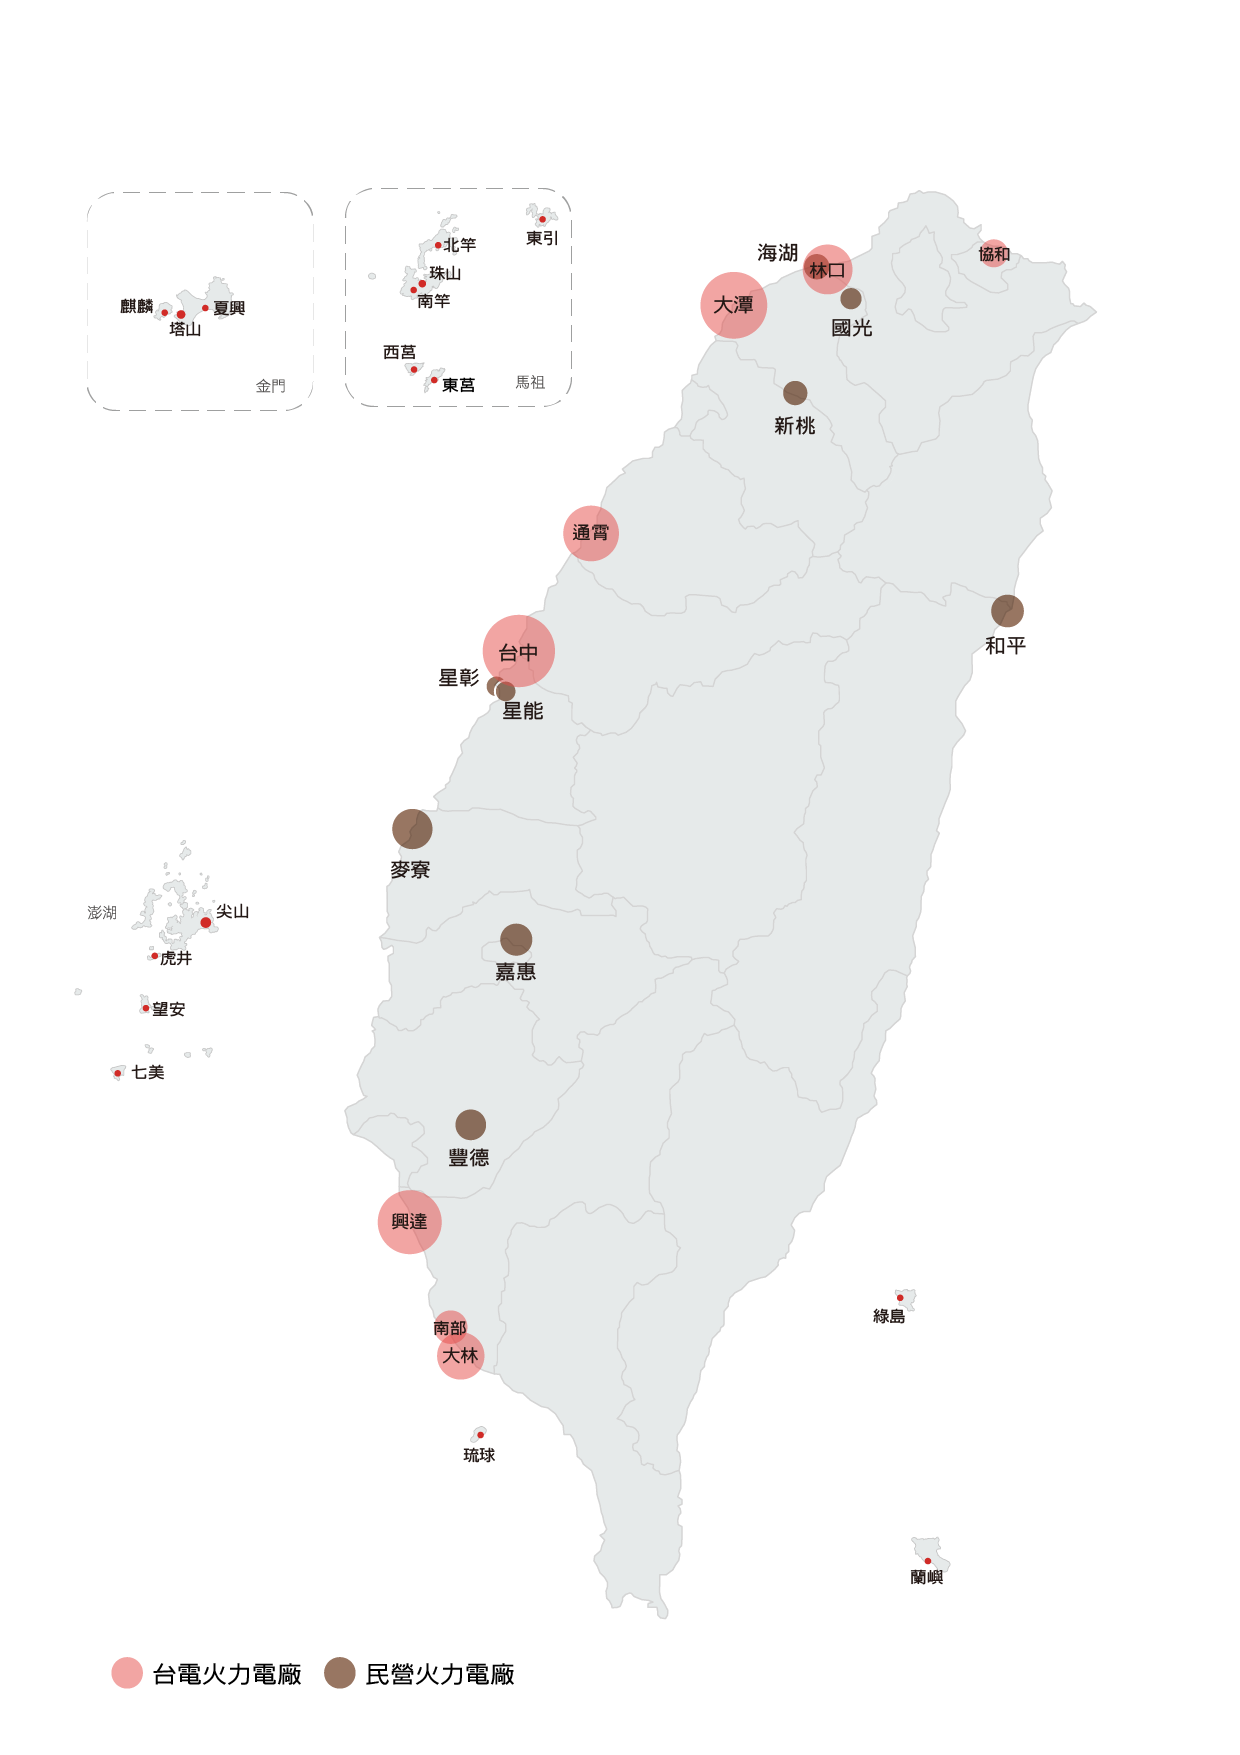 北竿
東引
珠山
南竿
麒麟
夏興
塔山
西莒
東莒
金門
馬祖
海湖
林口
協和
大潭
國光
新桃
通霄
和平
台中
星彰
星能
麥寮
澎湖
尖山
虎井
嘉惠
望安
七美
豐德
興達
南部
大林
綠島
琉球
蘭嶼
台電火力電廠
民營火力電廠